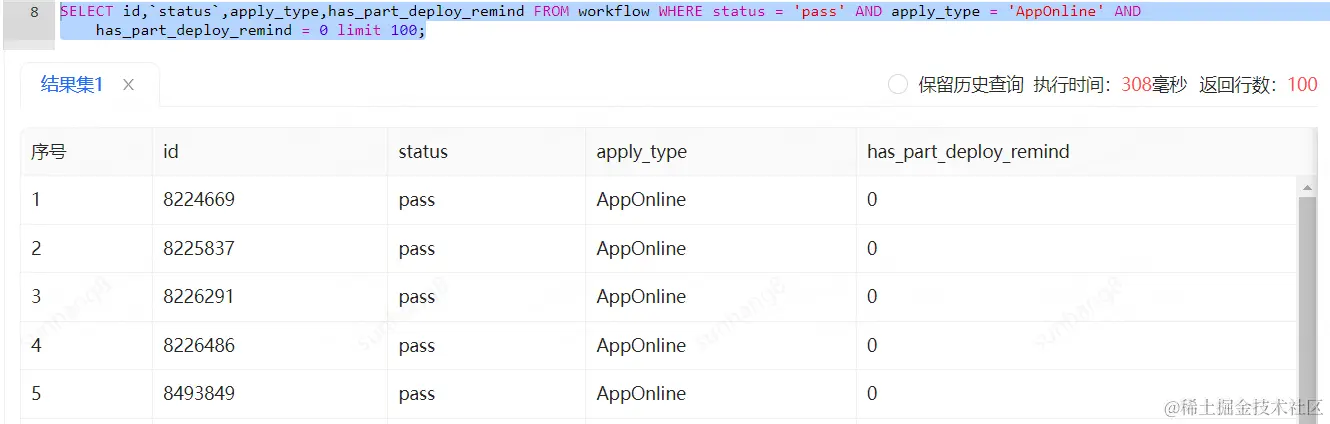 8 SELECT id,`status`,apply_type,has_part_deploy_remind FROM workflow WHERE status = 'pass' AND apply_type = 'AppOnline' AND
has_part_deploy_remind = 0 limit 100;
结果集1 × 保留历史查询 执行时间：308毫秒 返回行数：100
序号 id status apply_type has_part_deploy_remind
1 8224669 pass AppOnline 0
2 8225837 pass AppOnline 0
3 8226291 pass AppOnline 0
4 8226486 pass AppOnline 0
5 8493849 pass AppOnline 0
@稀土掘金技术社区